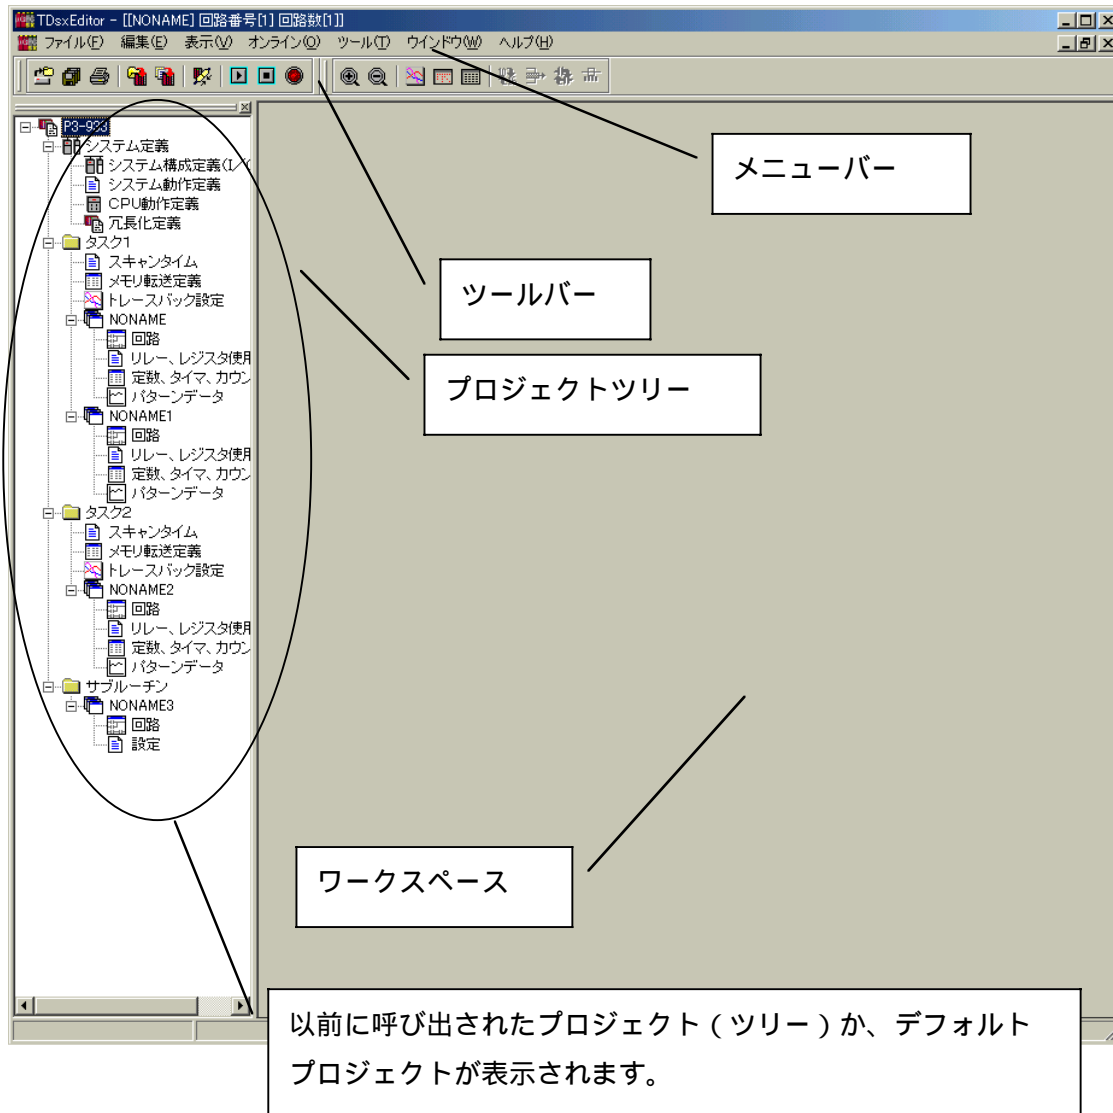 TDsxEditor - [[NONAME] 回路番号[1] 回路数[1]]
ファイル(F) 編集(E) 表示(V) オンライン(O) ツール(T) ウインドウ(W) ヘルプ(H)
P3-933
システム定義
システム構成定義(I/O
システム動作定義
CPU動作定義
冗長化定義
タスク1
スキャンタイム
メモリ転送定義
トレースバック設定
NONAME
回路
リレー、レジスタ使用
定数、タイマ、カウン
パターンデータ
NONAME1
回路
リレー、レジスタ使用
定数、タイマ、カウン
パターンデータ
タスク2
スキャンタイム
メモリ転送定義
トレースバック設定
NONAME2
回路
リレー、レジスタ使用
定数、タイマ、カウン
パターンデータ
サブルーチン
NONAME3
回路
設定
メニューバー
ツールバー
プロジェクトツリー
ワークスペース
以前に呼び出されたプロジェクト(ツリー)か、デフォルト
プロジェクトが表示されます。